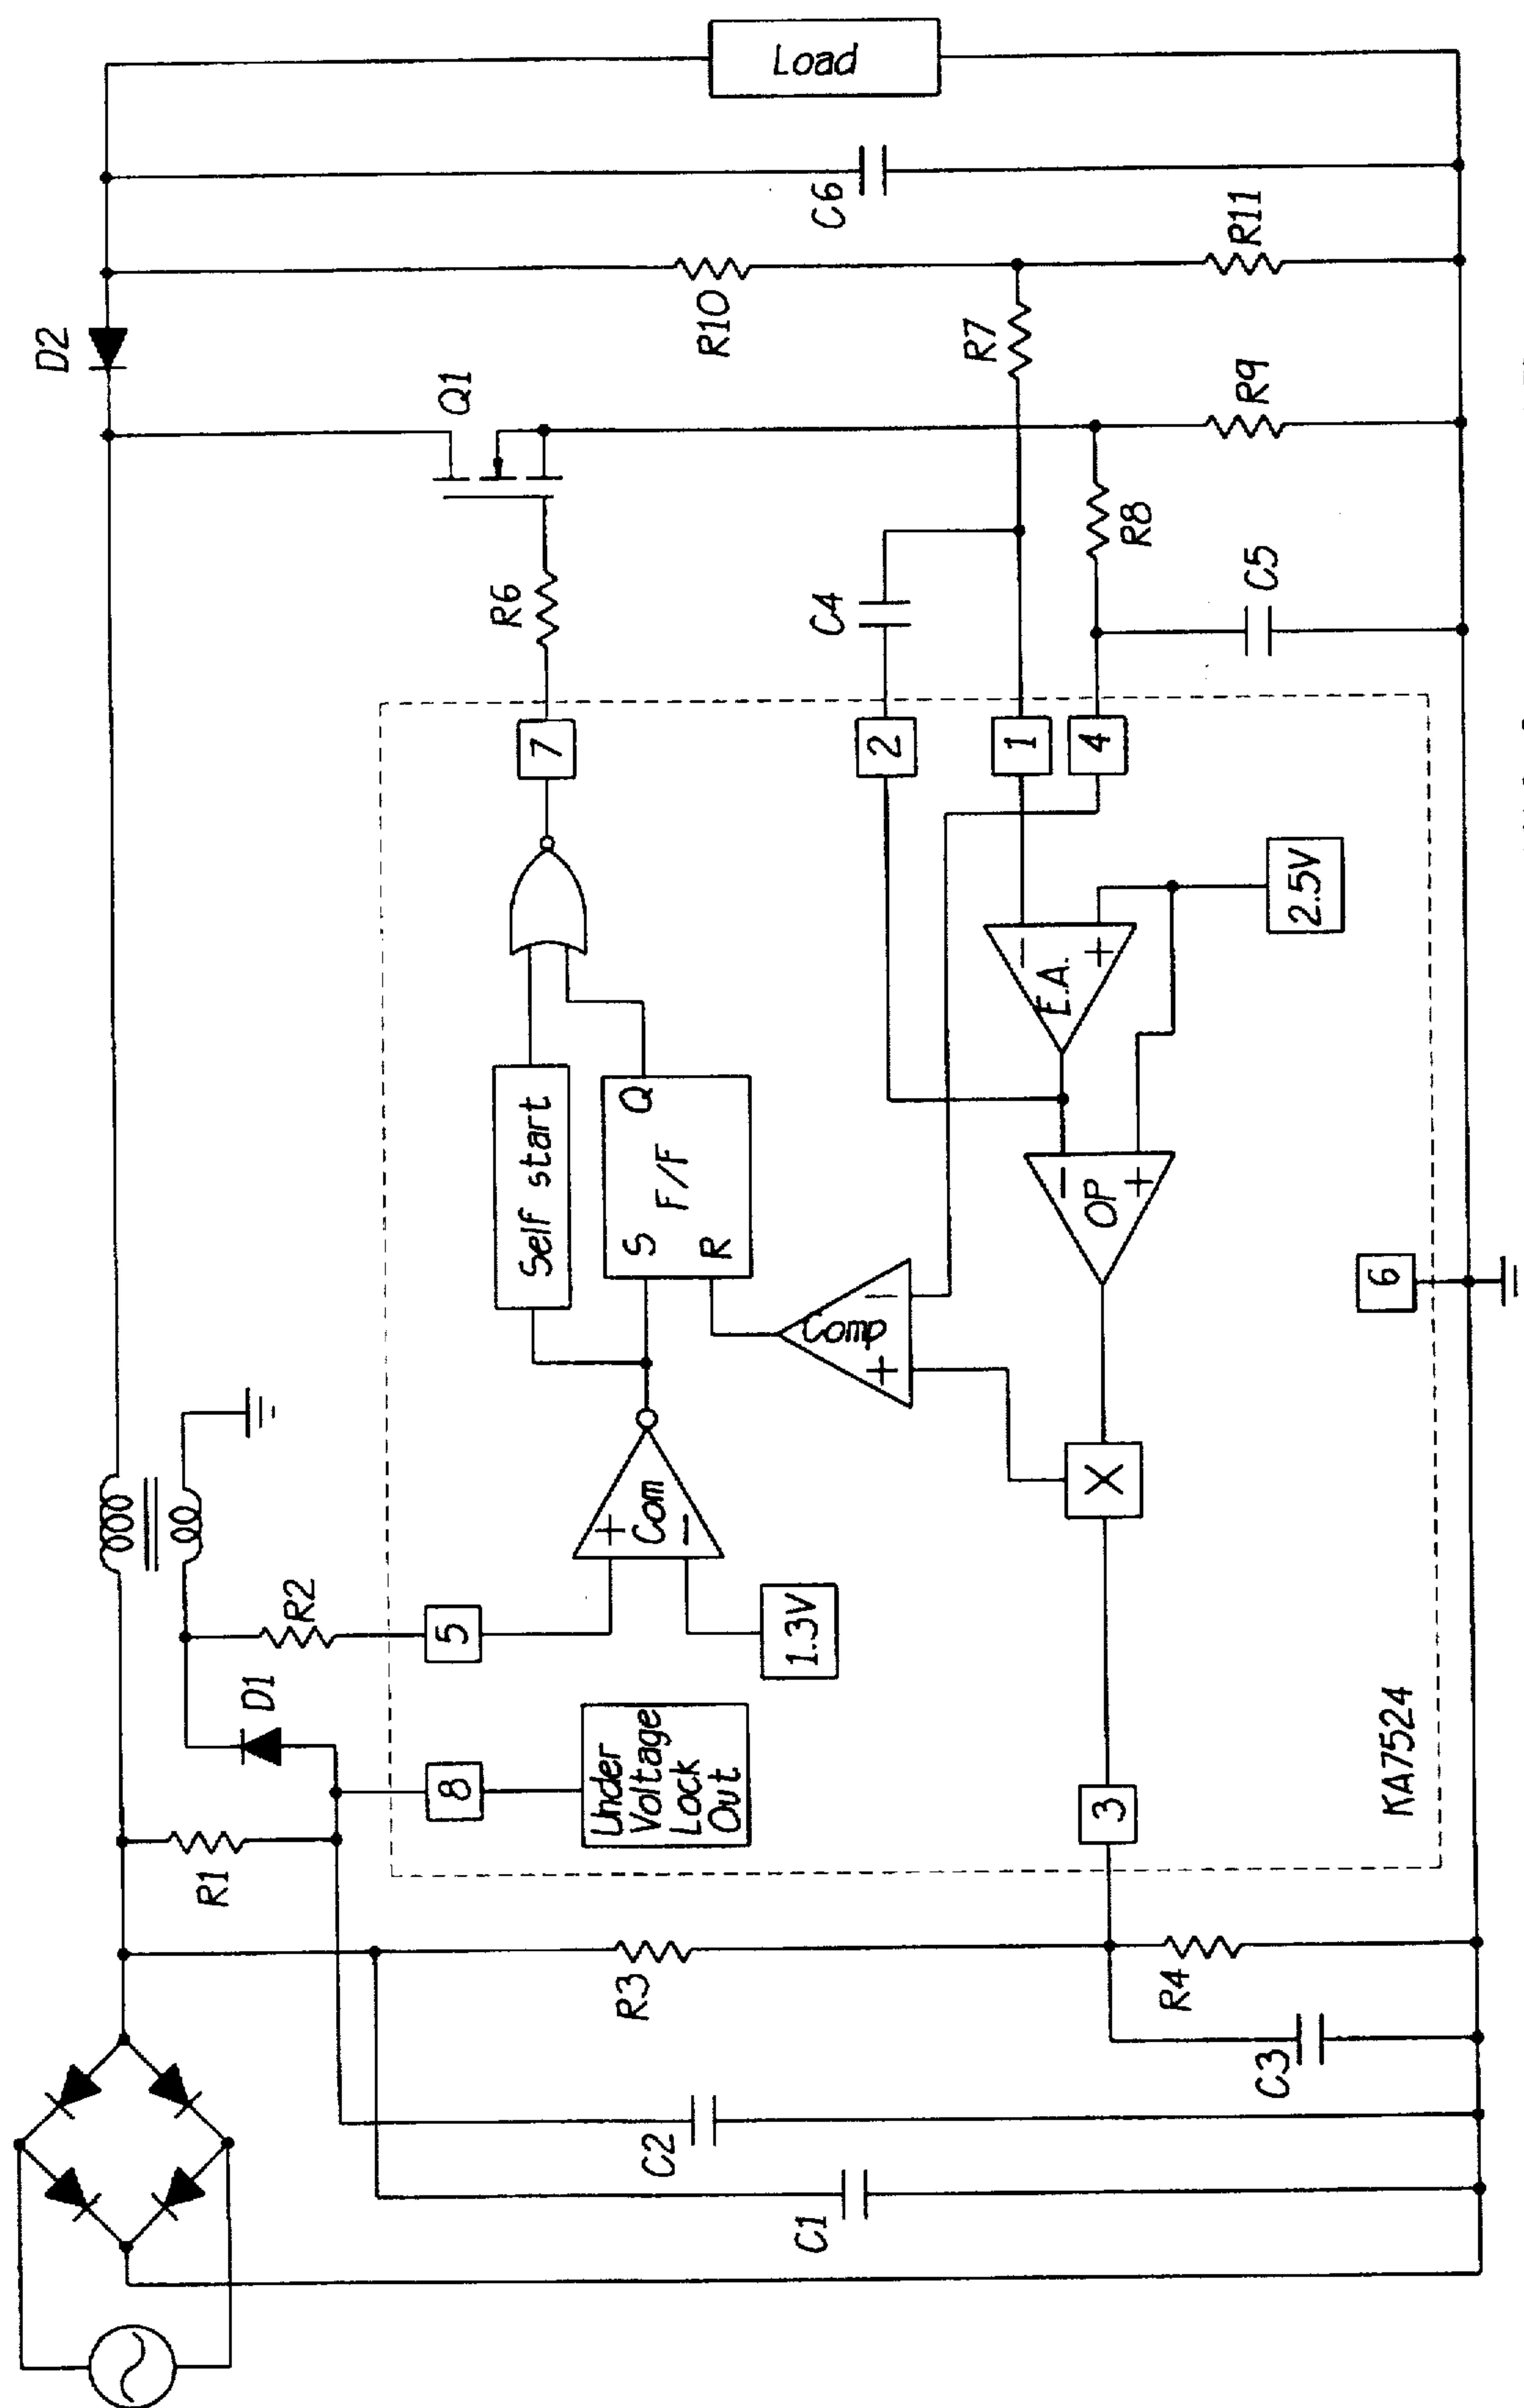 Load
C6
R10
R11
D2
Q1
R7
R9
R6
C4
R8
C5
7
2
1
4
Self start
Q
F/F
S
R
E.A.
−
+
2.5V
OP
−
+
Comp
+
−
6
Com
+
−
X
R2
5
1.3V
D1
8
Under
Voltage
Lock
Out
3
KA7524
R1
R3
R4
C3
C2
C1